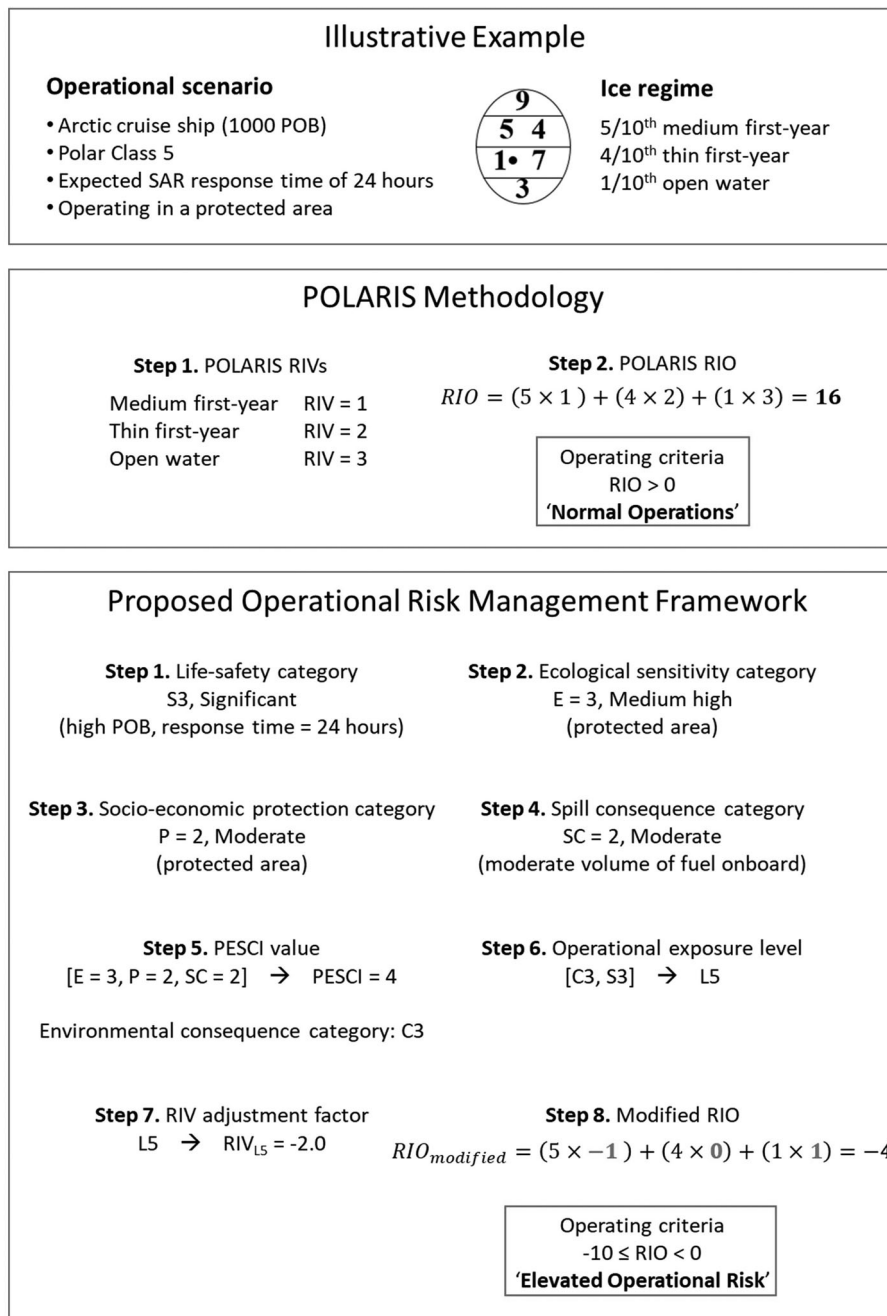 Illustrative Example
Operational scenario
• Arctic cruise ship (1000 POB)
• Polar Class 5
• Expected SAR response time of 24 hours
• Operating in a protected area
9
5 4
1• 7
3
Ice regime
5/10th medium first-year
4/10th thin first-year
1/10th open water
POLARIS Methodology
Step 1. POLARIS RIVs
Medium first-year RIV = 1
Thin first-year RIV = 2
Open water RIV = 3
Step 2. POLARIS RIO
RIO = (5 × 1 ) + (4 × 2) + (1 × 3) = 16
Operating criteria
RIO > 0
‘Normal Operations’
Proposed Operational Risk Management Framework
Step 1. Life-safety category
S3, Significant
(high POB, response time = 24 hours)
Step 2. Ecological sensitivity category
E = 3, Medium high
(protected area)
Step 3. Socio-economic protection category
P = 2, Moderate
(protected area)
Step 4. Spill consequence category
SC = 2, Moderate
(moderate volume of fuel onboard)
Step 5. PESCI value
[E = 3, P = 2, SC = 2] → PESCI = 4
Environmental consequence category: C3
Step 6. Operational exposure level
[C3, S3] → L5
Step 7. RIV adjustment factor
L5 → RIV_L5 = -2.0
Step 8. Modified RIO
RIO_modified = (5 × −1 ) + (4 × 0) + (1 × 1) = −4
Operating criteria
-10 ≤ RIO < 0
‘Elevated Operational Risk’